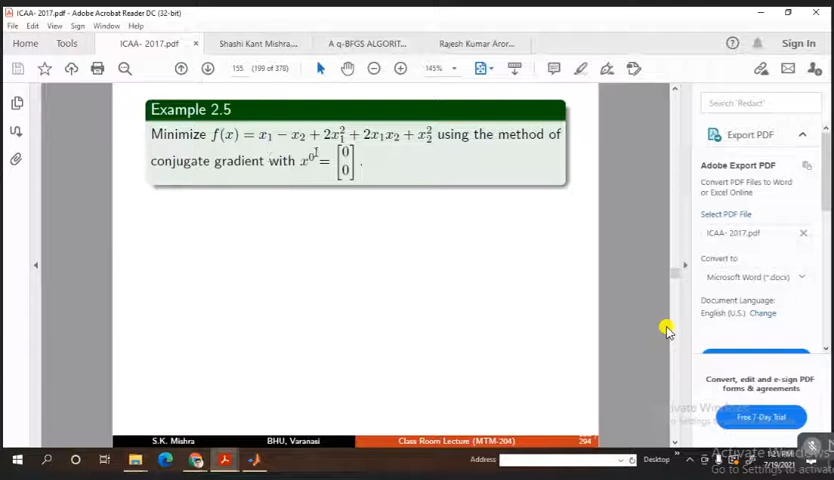 ICAA- 2017.pdf - Adobe Acrobat Reader DC (32-bit)
File Edit View Sign Window Help
Home Tools ICAA- 2017.pdf × Shashi Kant Mishra,... A q-BFGS ALGORIT... Rajesh Kumar Aror... Sign In
155 (199 of 378) 145%
Example 2.5
Minimize f(x) = x₁ − x₂ + 2x₁² + 2x₁x₂ + x₂² using the method of
conjugate gradient with x⁰ = [0 0] .
Search 'Redact'
Export PDF
Adobe Export PDF
Convert PDF Files to Word
or Excel Online
Select PDF File
ICAA- 2017.pdf
Convert to
Microsoft Word (*.docx)
Document Language:
English (U.S.) Change
Convert, edit and e-sign PDF
forms & agreements
Free 7-Day Trial
S.K. Mishra BHU, Varanasi Class Room Lecture (MTM-204) 294
Activate Windows
Address Desktop
1:21 PM
7/19/2021